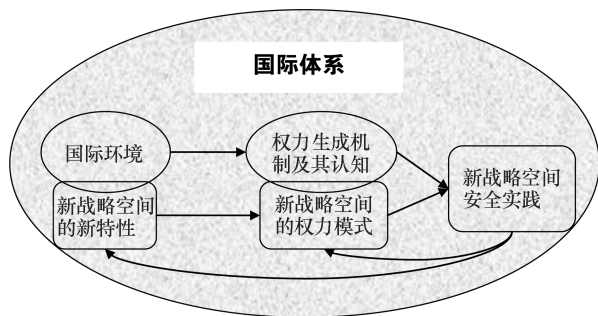 国际体系
国际环境
权力生成机
制及其认知
新战略空间
的新特性
新战略空间
的权力模式
新战略空间
安全实践